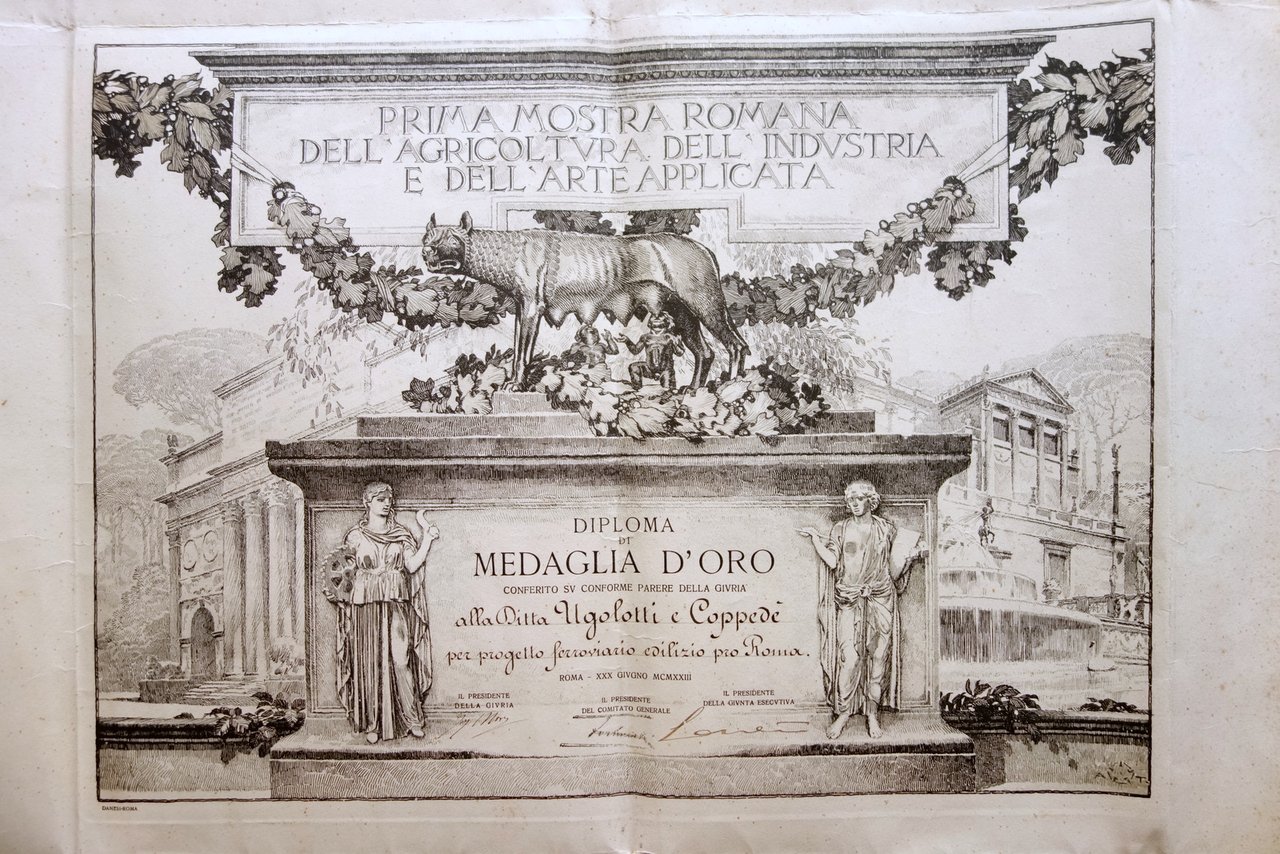 PRIMA MOSTRA ROMANA
DELL'AGRICOLTVRA DELL'INDVSTRIA
E DELL'ARTE APPLICATA
DIPLOMA
DI
MEDAGLIA D'ORO
CONFERITO SV CONFORME PARERE DELLA GIVRIA
alla Ditta Ugolotti e Coppedè
per progetto ferroviario edilizio pro Roma.
ROMA - XXX GIVGNO MCMXXIII
IL PRESIDENTE
DELLA GIVRIA
IL PRESIDENTE
DEL COMITATO GENERALE
IL PRESIDENTE
DELLA GIVNTA ESECVTIVA
DANESI-ROMA